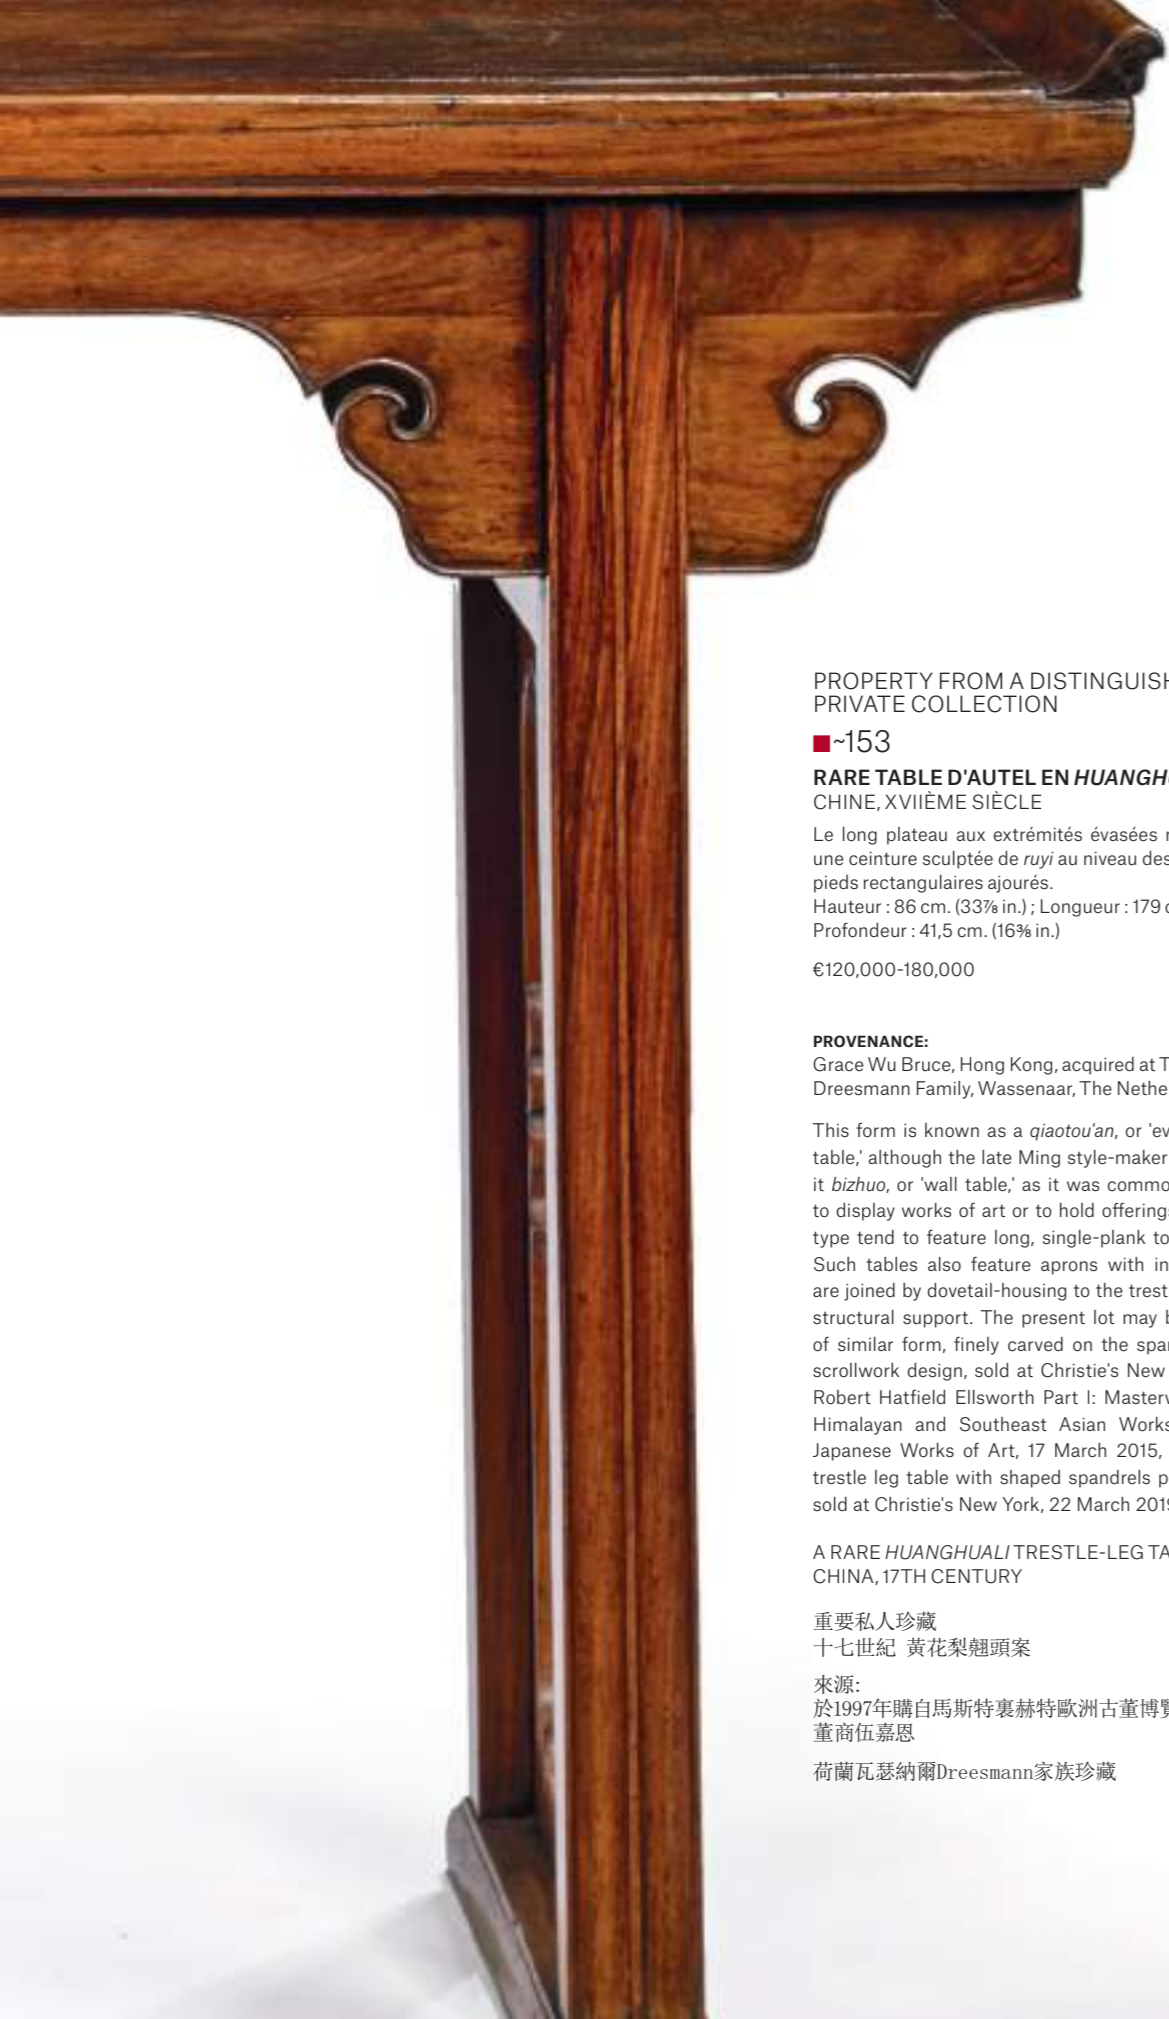 PROPERTY FROM A DISTINGUISH
PRIVATE COLLECTION
■~153
RARE TABLE D'AUTEL EN HUANGH
CHINE, XVIIÈME SIÈCLE
Le long plateau aux extrémités évasées
une ceinture sculptée de ruyi au niveau des
pieds rectangulaires ajourés.
Hauteur : 86 cm. (33⅞ in.) ; Longueur : 179
Profondeur : 41,5 cm. (16⅜ in.)
€120,000-180,000
PROVENANCE:
Grace Wu Bruce, Hong Kong, acquired at T
Dreesmann Family, Wassenaar, The Nethe
This form is known as a qiaotou'an, or 'ev
table,' although the late Ming style-maker
it bizhuo, or 'wall table,' as it was commo
to display works of art or to hold offerings
type tend to feature long, single-plank to
Such tables also feature aprons with in
are joined by dovetail-housing to the trest
structural support. The present lot may b
of similar form, finely carved on the spa
scrollwork design, sold at Christie's New
Robert Hatfield Ellsworth Part I: Masterw
Himalayan and Southeast Asian Works
Japanese Works of Art, 17 March 2015,
trestle leg table with shaped spandrels p
sold at Christie's New York, 22 March 2019
A RARE HUANGHUALI TRESTLE-LEG TA
CHINA, 17TH CENTURY
重要私人珍藏
十七世紀 黃花梨翹頭案
來源:
於1997年購自馬斯特裏赫特歐洲古董博覽
董商伍嘉恩
荷蘭瓦瑟納爾Dreesmann家族珍藏